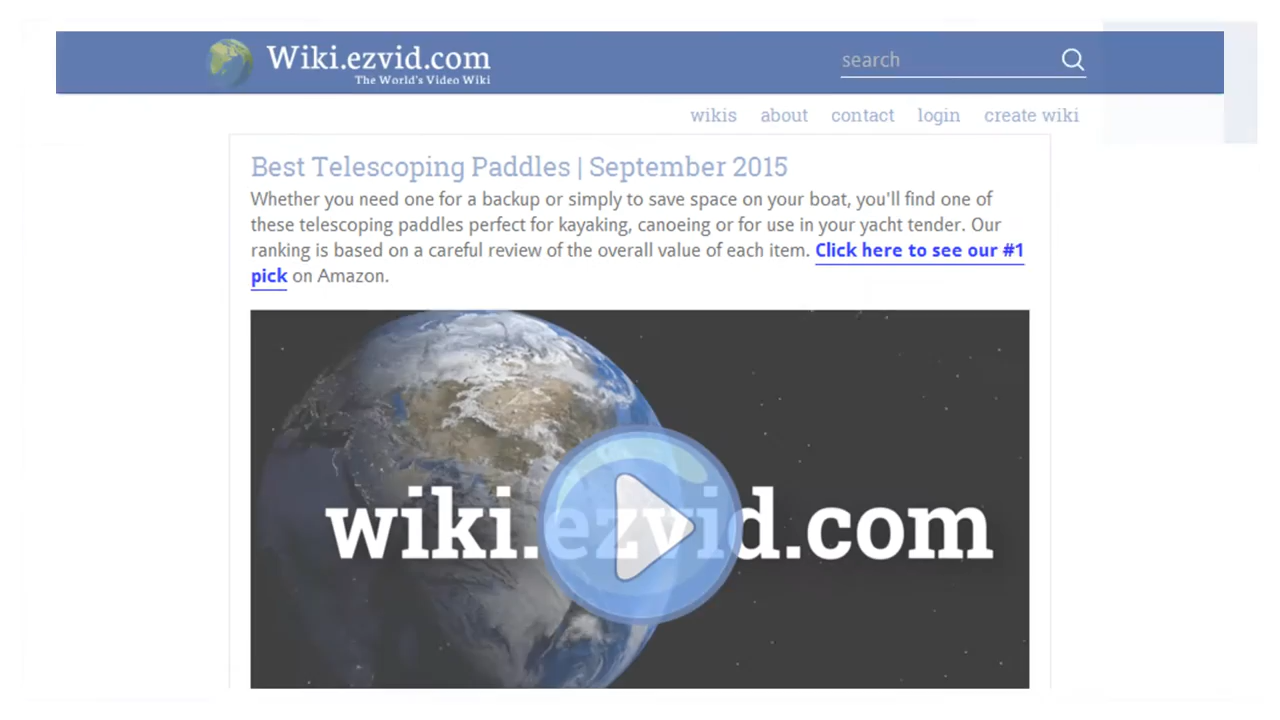 Wiki.ezvid.com
The World's Video Wiki
search
wikis about contact login create wiki
Best Telescoping Paddles | September 2015
Whether you need one for a backup or simply to save space on your boat, you'll find one of
these telescoping paddles perfect for kayaking, canoeing or for use in your yacht tender. Our
ranking is based on a careful review of the overall value of each item. Click here to see our #1
pick on Amazon.
wiki.ezvid.com